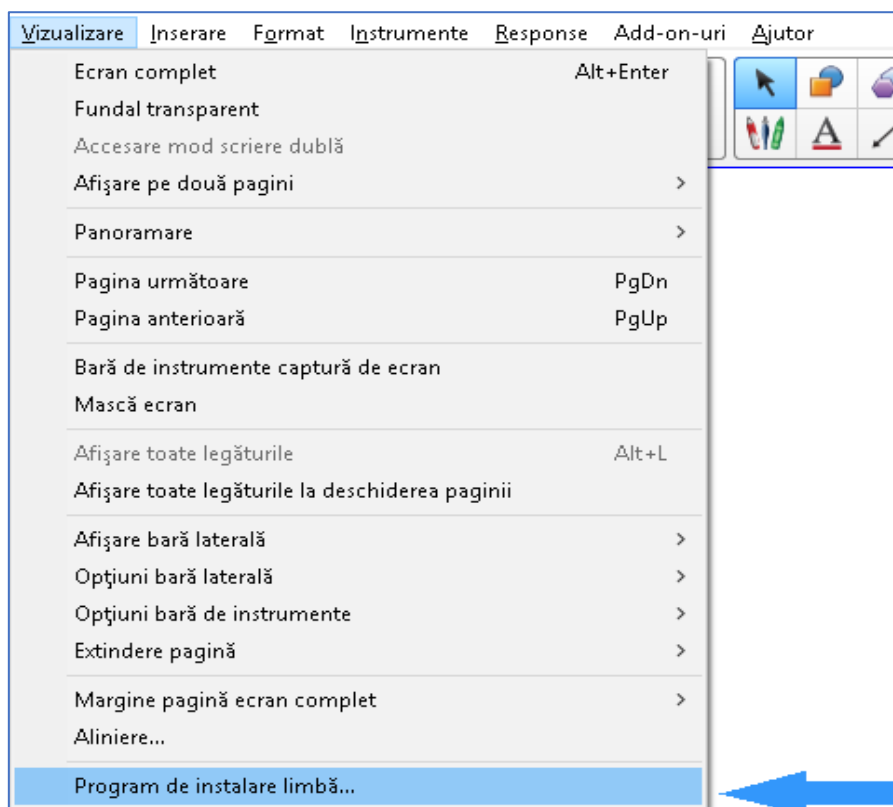 Vizualizare Inserare Format Instrumente Response Add-on-uri Ajutor
Ecran complet Alt+Enter
Fundal transparent
Accesare mod scriere dublă
Afişare pe două pagini
Panoramare
Pagina următoare PgDn
Pagina anterioară PgUp
Bară de instrumente captură de ecran
Mască ecran
Afişare toate legăturile Alt+L
Afişare toate legăturile la deschiderea paginii
Afişare bară laterală
Opţiuni bară laterală
Opţiuni bară de instrumente
Extindere pagină
Margine pagină ecran complet
Aliniere...
Program de instalare limbă...